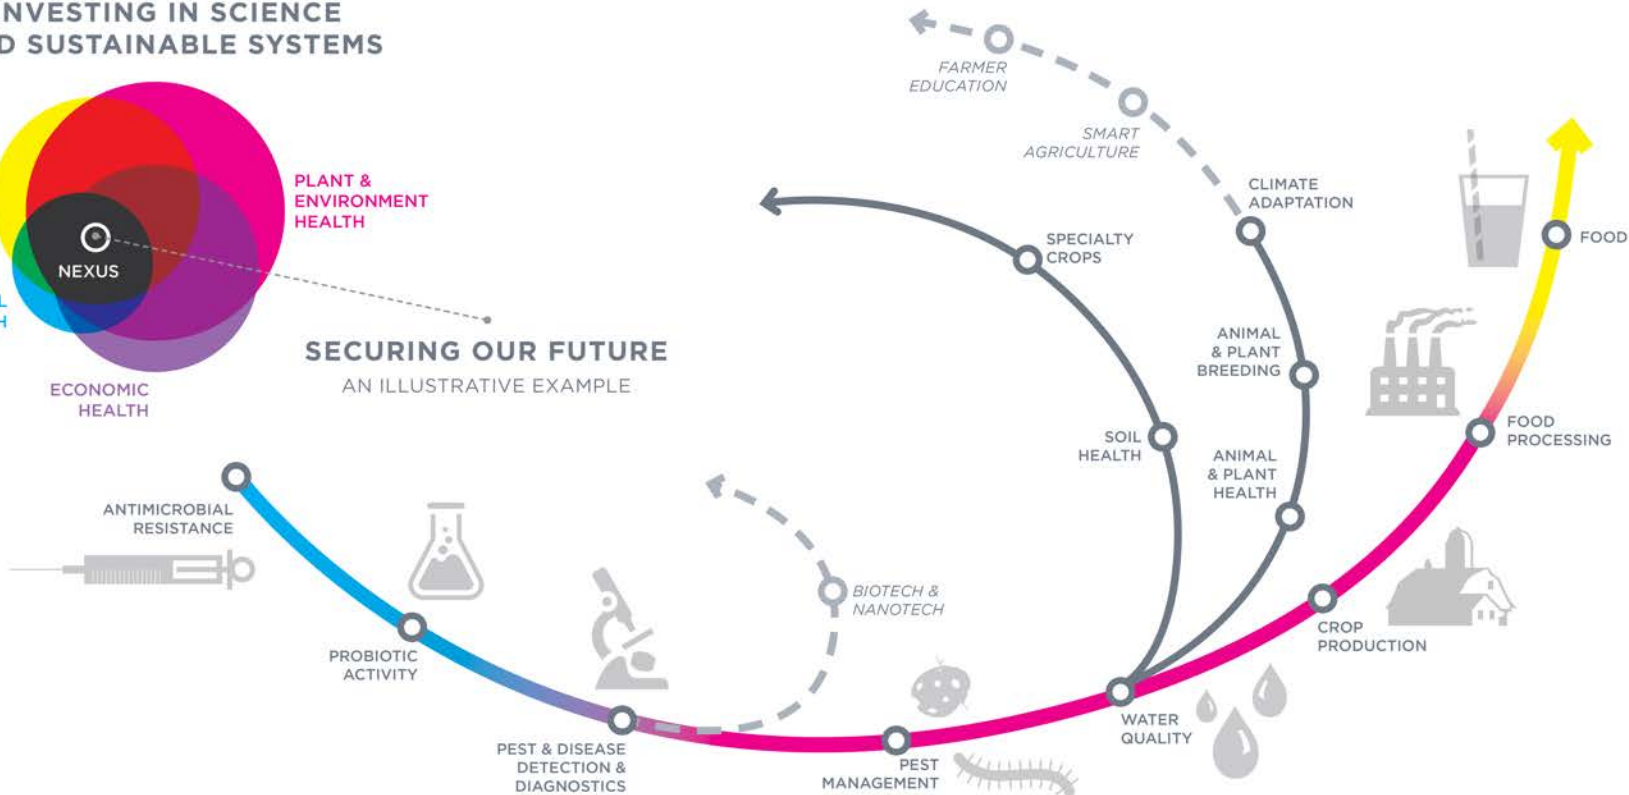 NVESTING IN SCIENCE
D SUSTAINABLE SYSTEMS
PLANT &
ENVIRONMENT
HEALTH
NEXUS
L
H
ECONOMIC
HEALTH
SECURING OUR FUTURE
AN ILLUSTRATIVE EXAMPLE
FARMER
EDUCATION
SMART
AGRICULTURE
CLIMATE
ADAPTATION
SPECIALTY
CROPS
ANIMAL
& PLANT
BREEDING
SOIL
HEALTH
ANIMAL
& PLANT
HEALTH
FOOD
FOOD
PROCESSING
ANTIMICROBIAL
RESISTANCE
PROBIOTIC
ACTIVITY
BIOTECH &
NANOTECH
PEST & DISEASE
DETECTION &
DIAGNOSTICS
PEST
MANAGEMENT
WATER
QUALITY
CROP
PRODUCTION